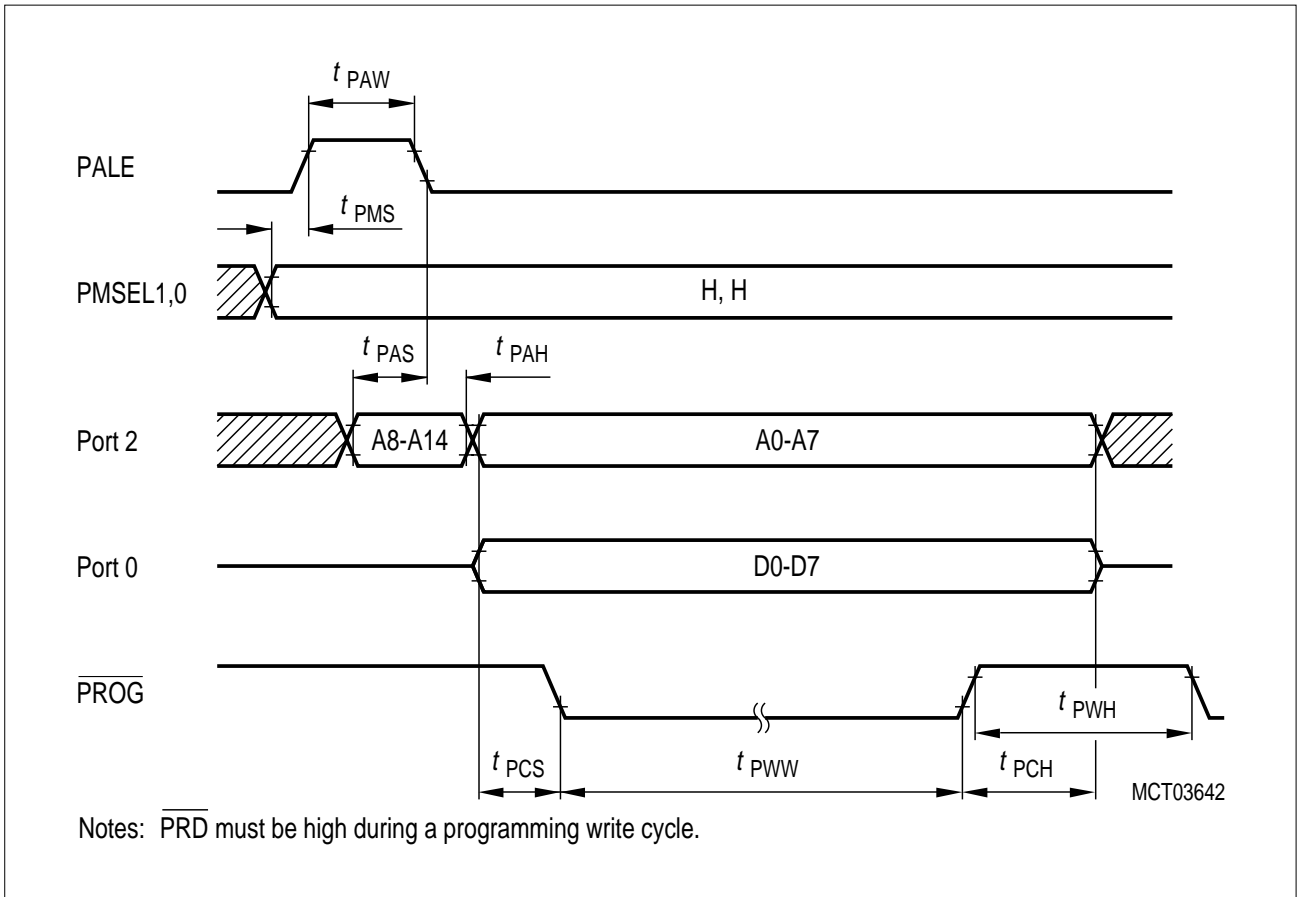 t PAW
PALE
t PMS
PMSEL1,0
H, H
t PAS
t PAH
Port 2
A8-A14
A0-A7
Port 0
D0-D7
PROG
t PWH
t PCS
t PWW
t PCH
MCT03642
Notes: PRD must be high during a programming write cycle.